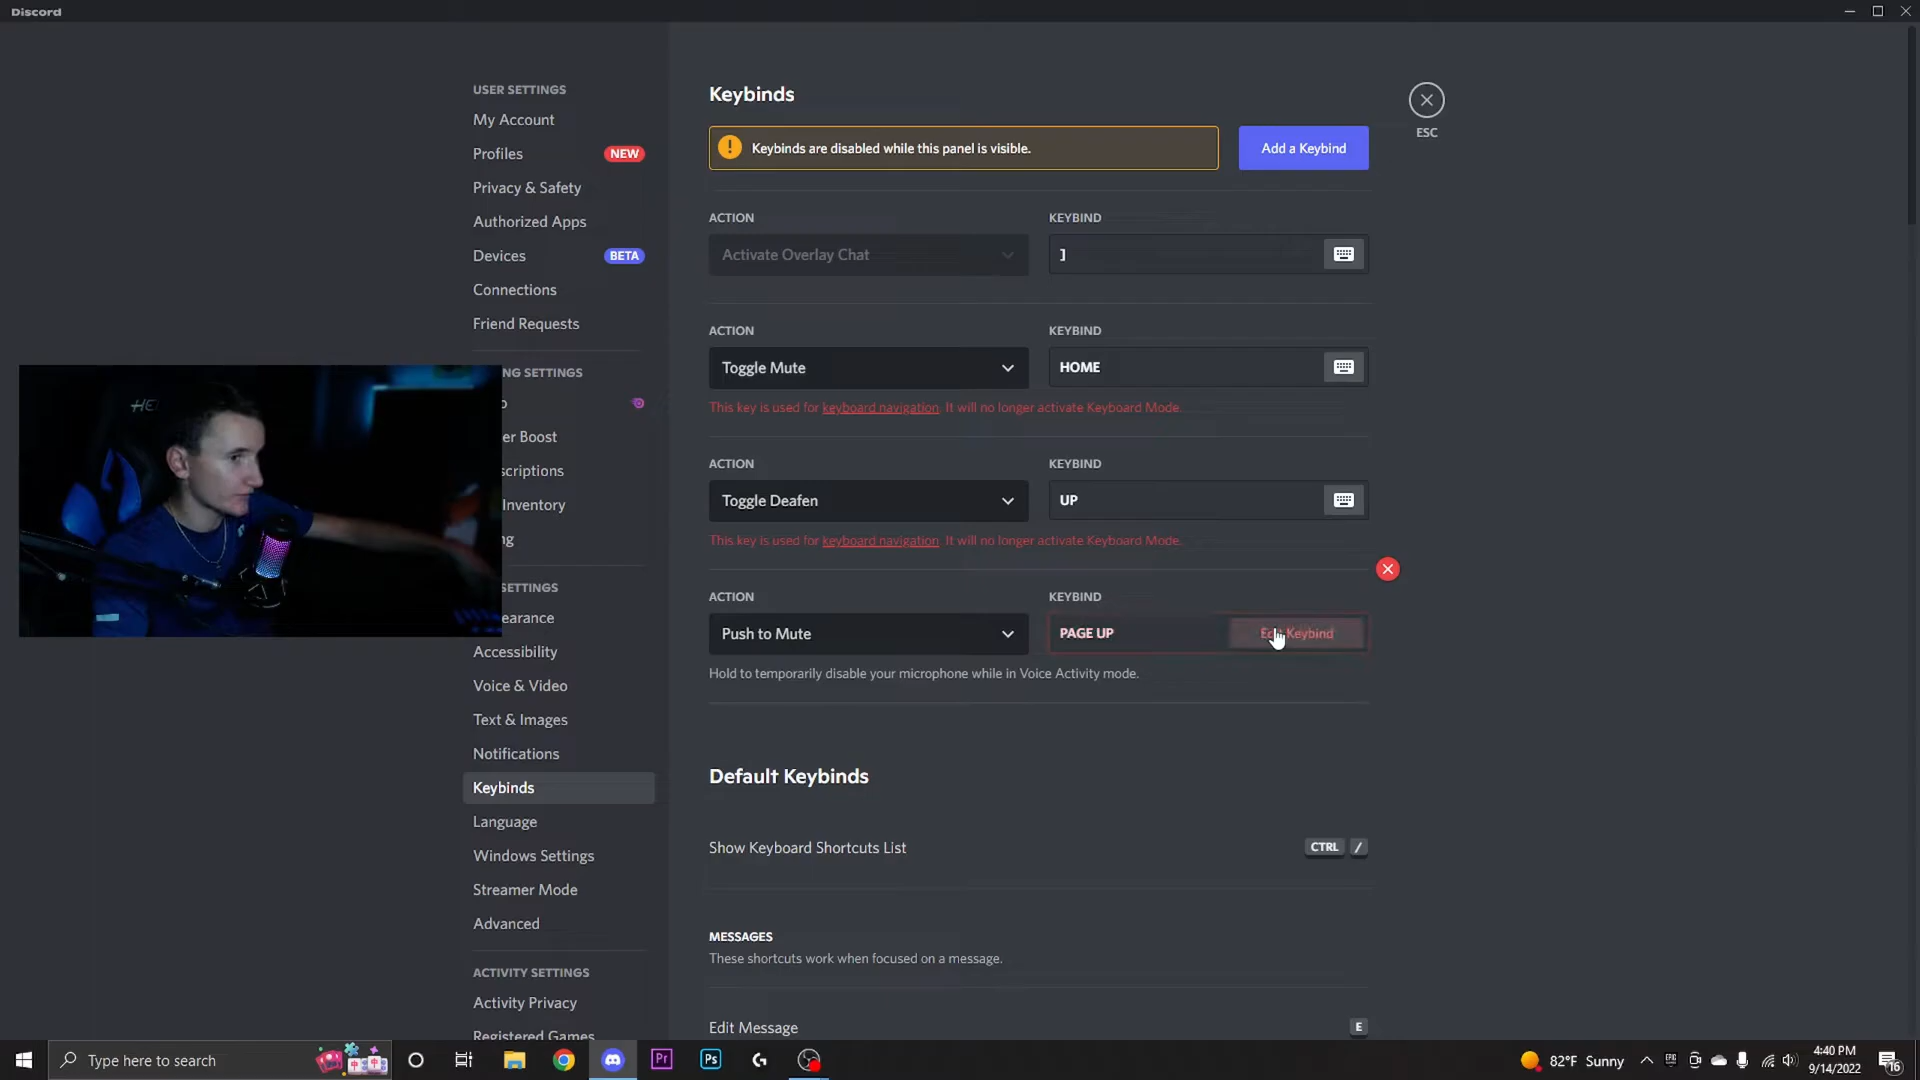 Discord
USER SETTINGS
My Account
Profiles NEW
Privacy & Safety
Authorized Apps
Devices BETA
Connections
Friend Requests
NG SETTINGS
er Boost
scriptions
Inventory
ng
SETTINGS
earance
Accessibility
Voice & Video
Text & Images
Notifications
Keybinds
Language
Windows Settings
Streamer Mode
Advanced
ACTIVITY SETTINGS
Activity Privacy
Registered Games
Keybinds
Keybinds are disabled while this panel is visible.
Add a Keybind
ESC
ACTION KEYBIND
Activate Overlay Chat ]
ACTION KEYBIND
Toggle Mute HOME
This key is used for keyboard navigation. It will no longer activate Keyboard Mode.
ACTION KEYBIND
Toggle Deafen UP
This key is used for keyboard navigation. It will no longer activate Keyboard Mode.
ACTION KEYBIND
Push to Mute PAGE UP Edit Keybind
Hold to temporarily disable your microphone while in Voice Activity mode.
Default Keybinds
Show Keyboard Shortcuts List CTRL /
MESSAGES
These shortcuts work when focused on a message.
Edit Message E
Type here to search
Pr
Ps
82°F Sunny
4:40 PM
9/14/2022
16